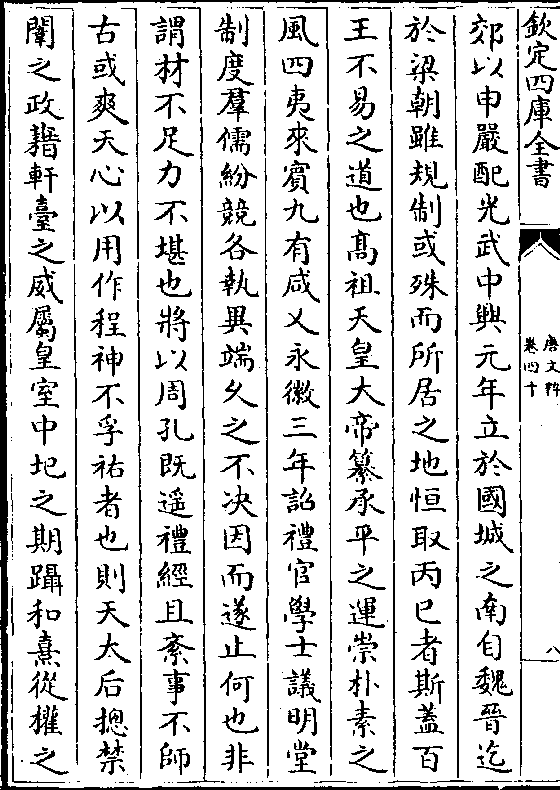 欽定四庫全書
唐文粹
卷四十
八
郊以申嚴配光武中興元年立於國城之南自魏晉迄
於梁朝雖規制或殊而所居之地恒取丙巳者斯蓋百
王不易之道也髙祖天皇大帝纂承平之運崇朴素之
風四夷來賓九有咸乂永徽三年詔禮官學士議明堂
制度羣儒紛競各執異端乆之不决因而遂止何也非
謂材不足力不堪也將以周孔既遥禮經且紊事不師
古或爽天心以用作程神不孚祐者也則天太后摠禁
闈之政藉軒臺之威屬皇室中圮之期躡和熹從權之